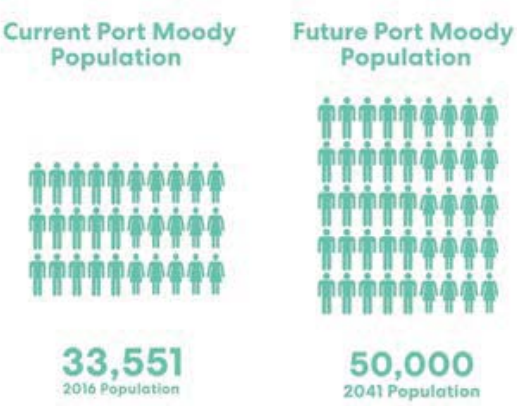 Current Port Moody
Population
33,551
2016 Population
Future Port Moody
Population
50,000
2041 Population